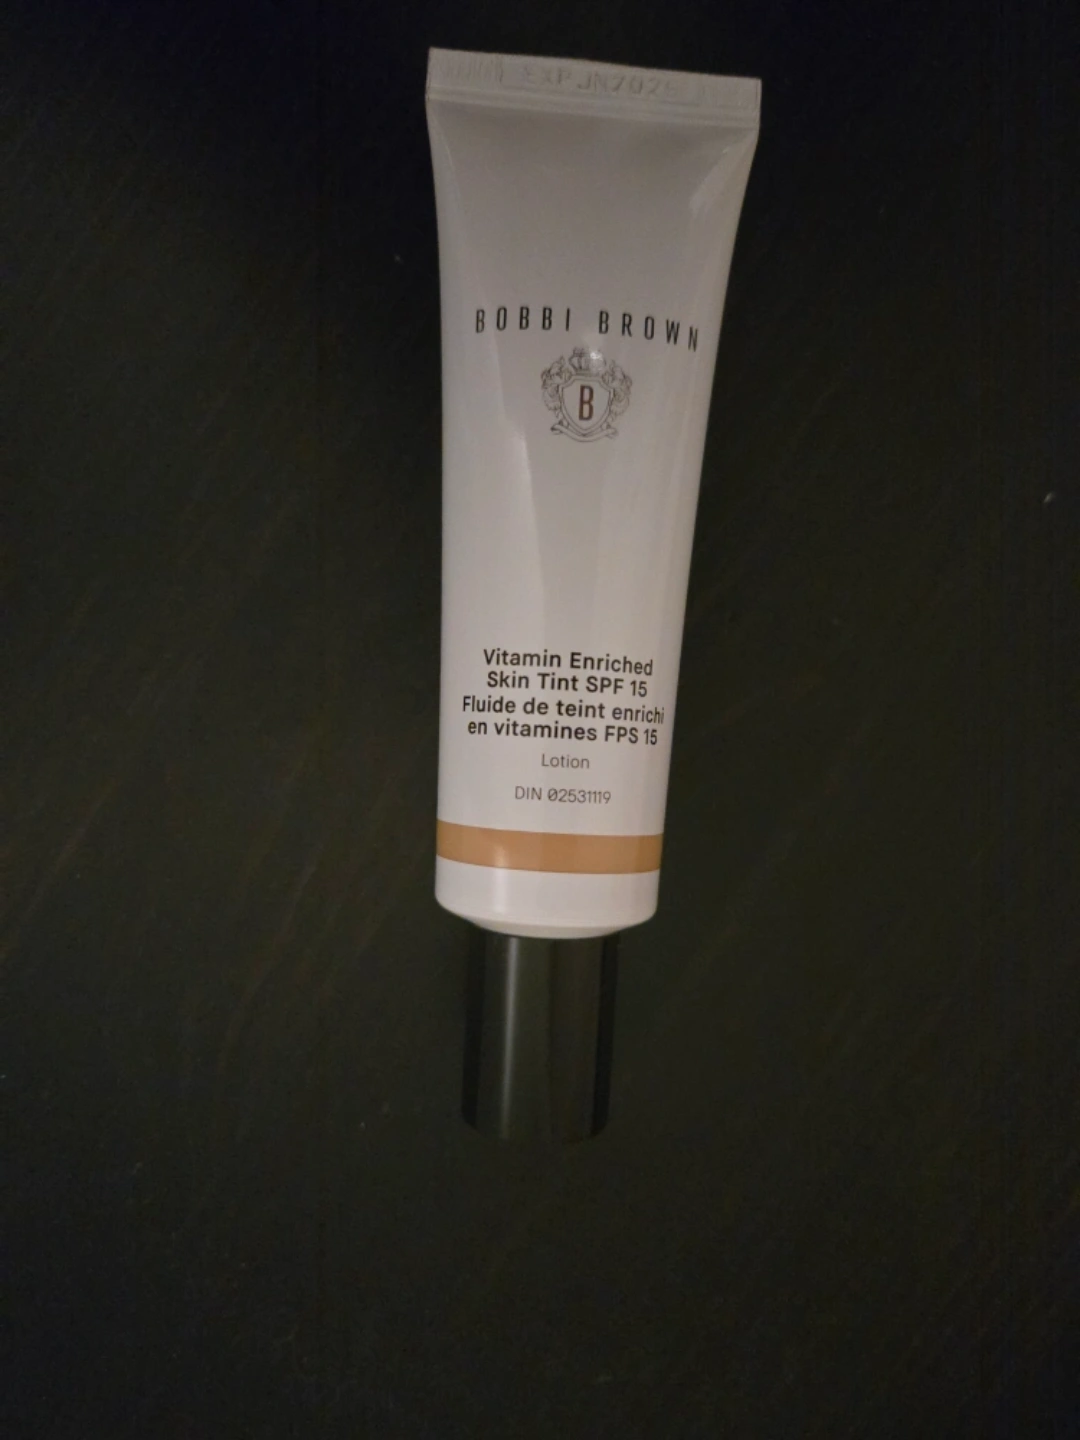 EXP JN202
BOBBI BROWN
B
Vitamin Enriched
Skin Tint SPF 15
Fluide de teint enrichi
en vitamines FPS 15
Lotion
DIN 02531119